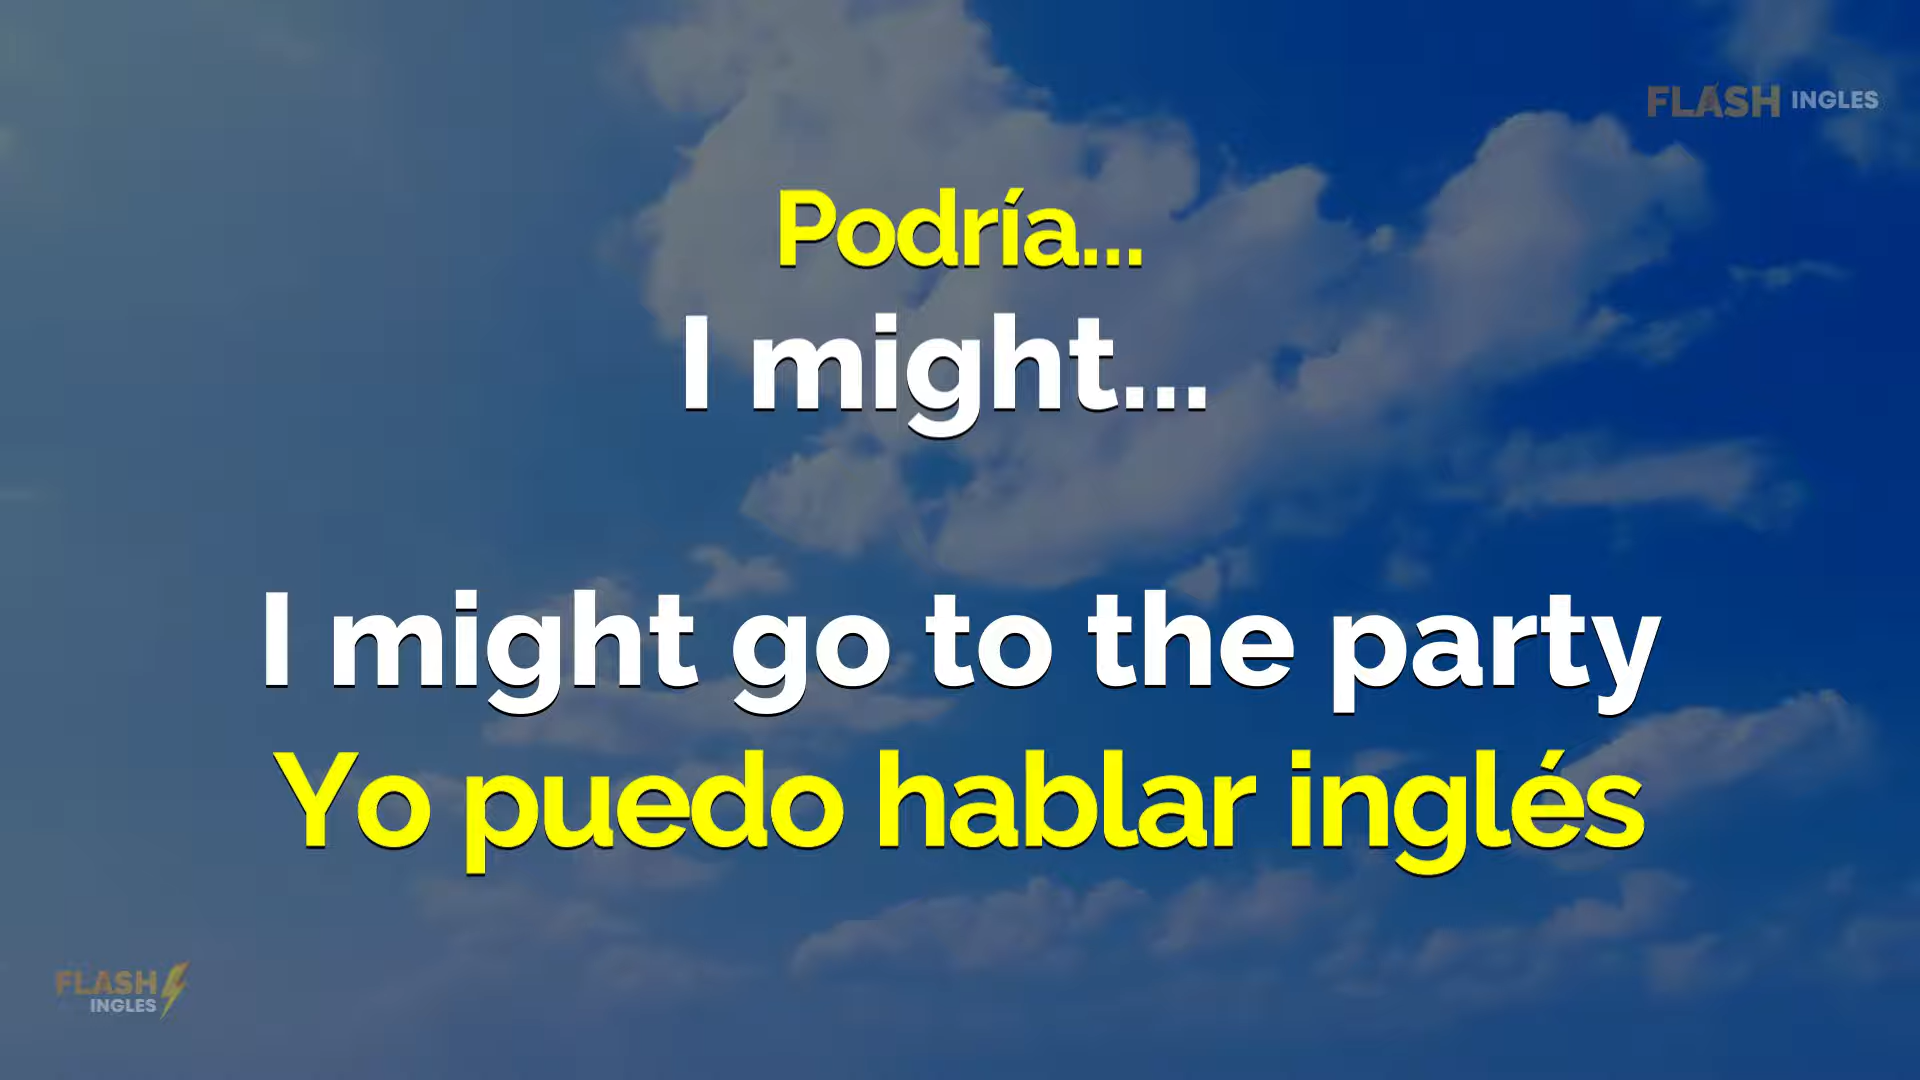 FLASH INGLES
Podría...
I might...
I might go to the party
Yo puedo hablar inglés
FLASH
INGLES